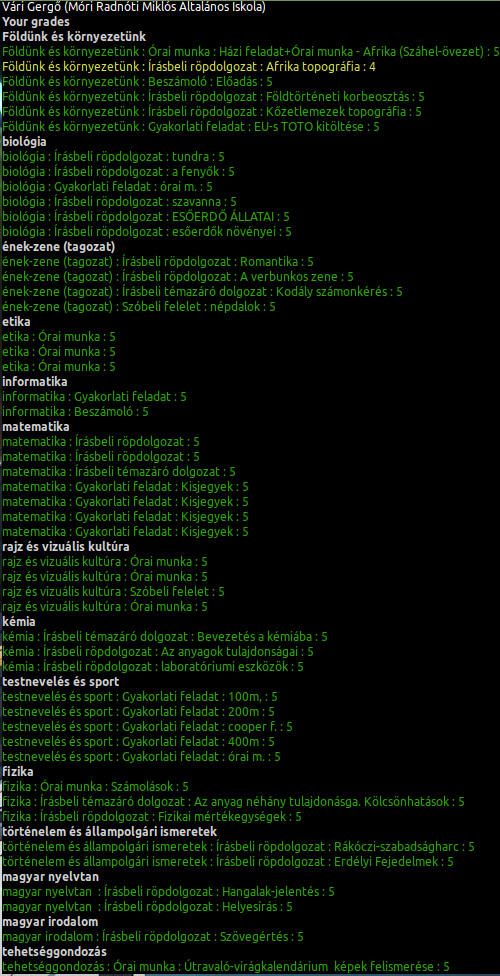 Vári Gergő (Móri Radnóti Miklós Általános Iskola)
Your grades
Földünk és környezetünk
Földünk és környezetünk : Órai munka : Házi feladat+Órai munka - Afrika (Száhel-övezet) : 5
Földünk és környezetünk : Írásbeli röpdolgozat : Afrika topográfia : 4
Földünk és környezetünk : Beszámoló : Előadás : 5
Földünk és környezetünk : Írásbeli röpdolgozat : Földtörténeti korbeosztás : 5
Földünk és környezetünk : Írásbeli röpdolgozat : Kőzetlemezek topográfia : 5
Földünk és környezetünk : Gyakorlati feladat : EU-s TOTO kitöltése : 5
biológia
biológia : Írásbeli röpdolgozat : tundra : 5
biológia : Írásbeli röpdolgozat : a fenyők : 5
biológia : Gyakorlati feladat : órai m. : 5
biológia : Írásbeli röpdolgozat : szavanna : 5
biológia : Írásbeli röpdolgozat : ESŐERDŐ ÁLLATAI : 5
biológia : Írásbeli röpdolgozat : esőerdők növényei : 5
ének-zene (tagozat)
ének-zene (tagozat) : Írásbeli röpdolgozat : Romantika : 5
ének-zene (tagozat) : Írásbeli röpdolgozat : A verbunkos zene : 5
ének-zene (tagozat) : Írásbeli témazáró dolgozat : Kodály számonkérés : 5
ének-zene (tagozat) : Szóbeli felelet : népdalok : 5
etika
etika : Órai munka : 5
etika : Órai munka : 5
etika : Órai munka : 5
informatika
informatika : Gyakorlati feladat : 5
informatika : Beszámoló : 5
matematika
matematika : Írásbeli röpdolgozat : 5
matematika : Írásbeli röpdolgozat : 5
matematika : Írásbeli témazáró dolgozat : 5
matematika : Gyakorlati feladat : Kisjegyek : 5
matematika : Gyakorlati feladat : Kisjegyek : 5
matematika : Gyakorlati feladat : Kisjegyek : 5
matematika : Gyakorlati feladat : Kisjegyek : 5
rajz és vizuális kultúra
rajz és vizuális kultúra : Órai munka : 5
rajz és vizuális kultúra : Órai munka : 5
rajz és vizuális kultúra : Szóbeli felelet : 5
rajz és vizuális kultúra : Órai munka : 5
kémia
kémia : Írásbeli témazáró dolgozat : Bevezetés a kémiába : 5
kémia : Írásbeli röpdolgozat : Az anyagok tulajdonságai : 5
kémia : Írásbeli röpdolgozat : laboratóriumi eszközök : 5
testnevelés és sport
testnevelés és sport : Gyakorlati feladat : 100m, : 5
testnevelés és sport : Gyakorlati feladat : 200m : 5
testnevelés és sport : Gyakorlati feladat : cooper f. : 5
testnevelés és sport : Gyakorlati feladat : 400m : 5
testnevelés és sport : Gyakorlati feladat : órai m. : 5
fizika
fizika : Órai munka : Számolások : 5
fizika : Írásbeli témazáró dolgozat : Az anyag néhány tulajdonásga. Kölcsönhatások : 5
fizika : Írásbeli röpdolgozat : Fizikai mértékegységek : 5
történelem és állampolgári ismeretek
történelem és állampolgári ismeretek : Írásbeli röpdolgozat : Rákóczi-szabadságharc : 5
történelem és állampolgári ismeretek : Írásbeli röpdolgozat : Erdélyi Fejedelmek : 5
magyar nyelvtan
magyar nyelvtan : Írásbeli röpdolgozat : Hangalak-jelentés : 5
magyar nyelvtan : Írásbeli röpdolgozat : Helyesírás : 5
magyar irodalom
magyar irodalom : Írásbeli röpdolgozat : Szövegértés : 5
tehetséggondozás
tehetséggondozás : Órai munka : Útravaló-virágkalendárium képek felismerése : 5